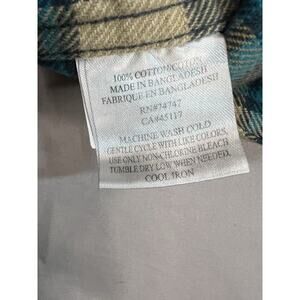 100% COTTON/COTON
MADE IN BANGLADESH
FABRIQUE EN BANGLADESH
RN#74747
CA#45117
MACHINE WASH COLD
GENTLE CYCLE WITH LIKE COLORS,
USE ONLY NON-CHLORINE BLEACH
TUMBLE DRY LOW WHEN NEEDED,
COOL IRON